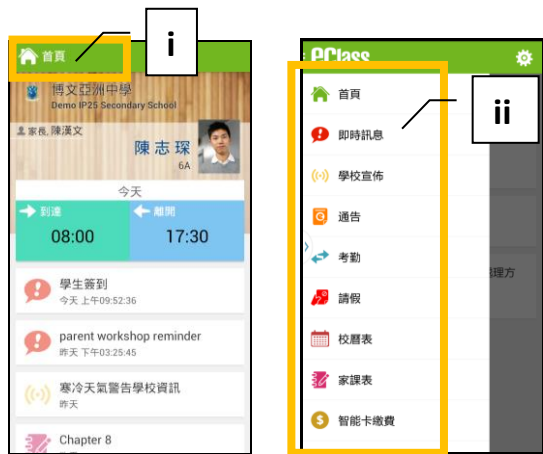 i
首頁
博文亞洲中學
Demo IP25 Secondary School
家長, 陳漢文
陳志琛
6A
今天
到達
離開
08:00
17:30
學生簽到
今天 上午09:52:36
parent workshop reminder
昨天 下午03:25:45
寒冷天氣警告學校資訊
昨天
Chapter 8
eClass
ii
首頁
即時訊息
學校宣佈
通告
考勤
請假
校曆表
家課表
智能卡繳費
處理方